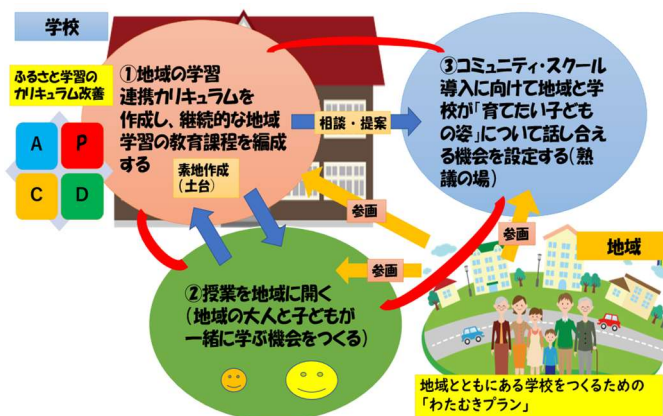 学校
ふるさと学習の
カリキュラム改善
A
P
C
D
①地域の学習
連携カリキュラムを
作成し、継続的な地域
学習の教育課程を編成
する
素地作成
(土台)
相談・提案
③コミュニティ・スクール
導入に向けて地域と学
校が「育てたい子ども
の姿」について話し合え
る機会を設定する(熟
議の場)
参画
参画
参画
地域
②授業を地域に開く
(地域の大人と子どもが
一緒に学ぶ機会をつくる)
地域とともにある学校をつくるための
「わたむきプラン」